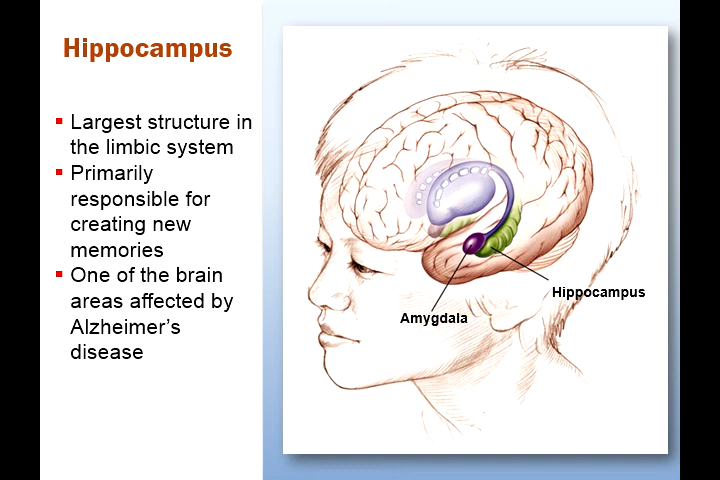 Hippocampus
▪ Largest structure in
the limbic system
▪ Primarily
responsible for
creating new
memories
▪ One of the brain
areas affected by
Alzheimer’s
disease
Hippocampus
Amygdala